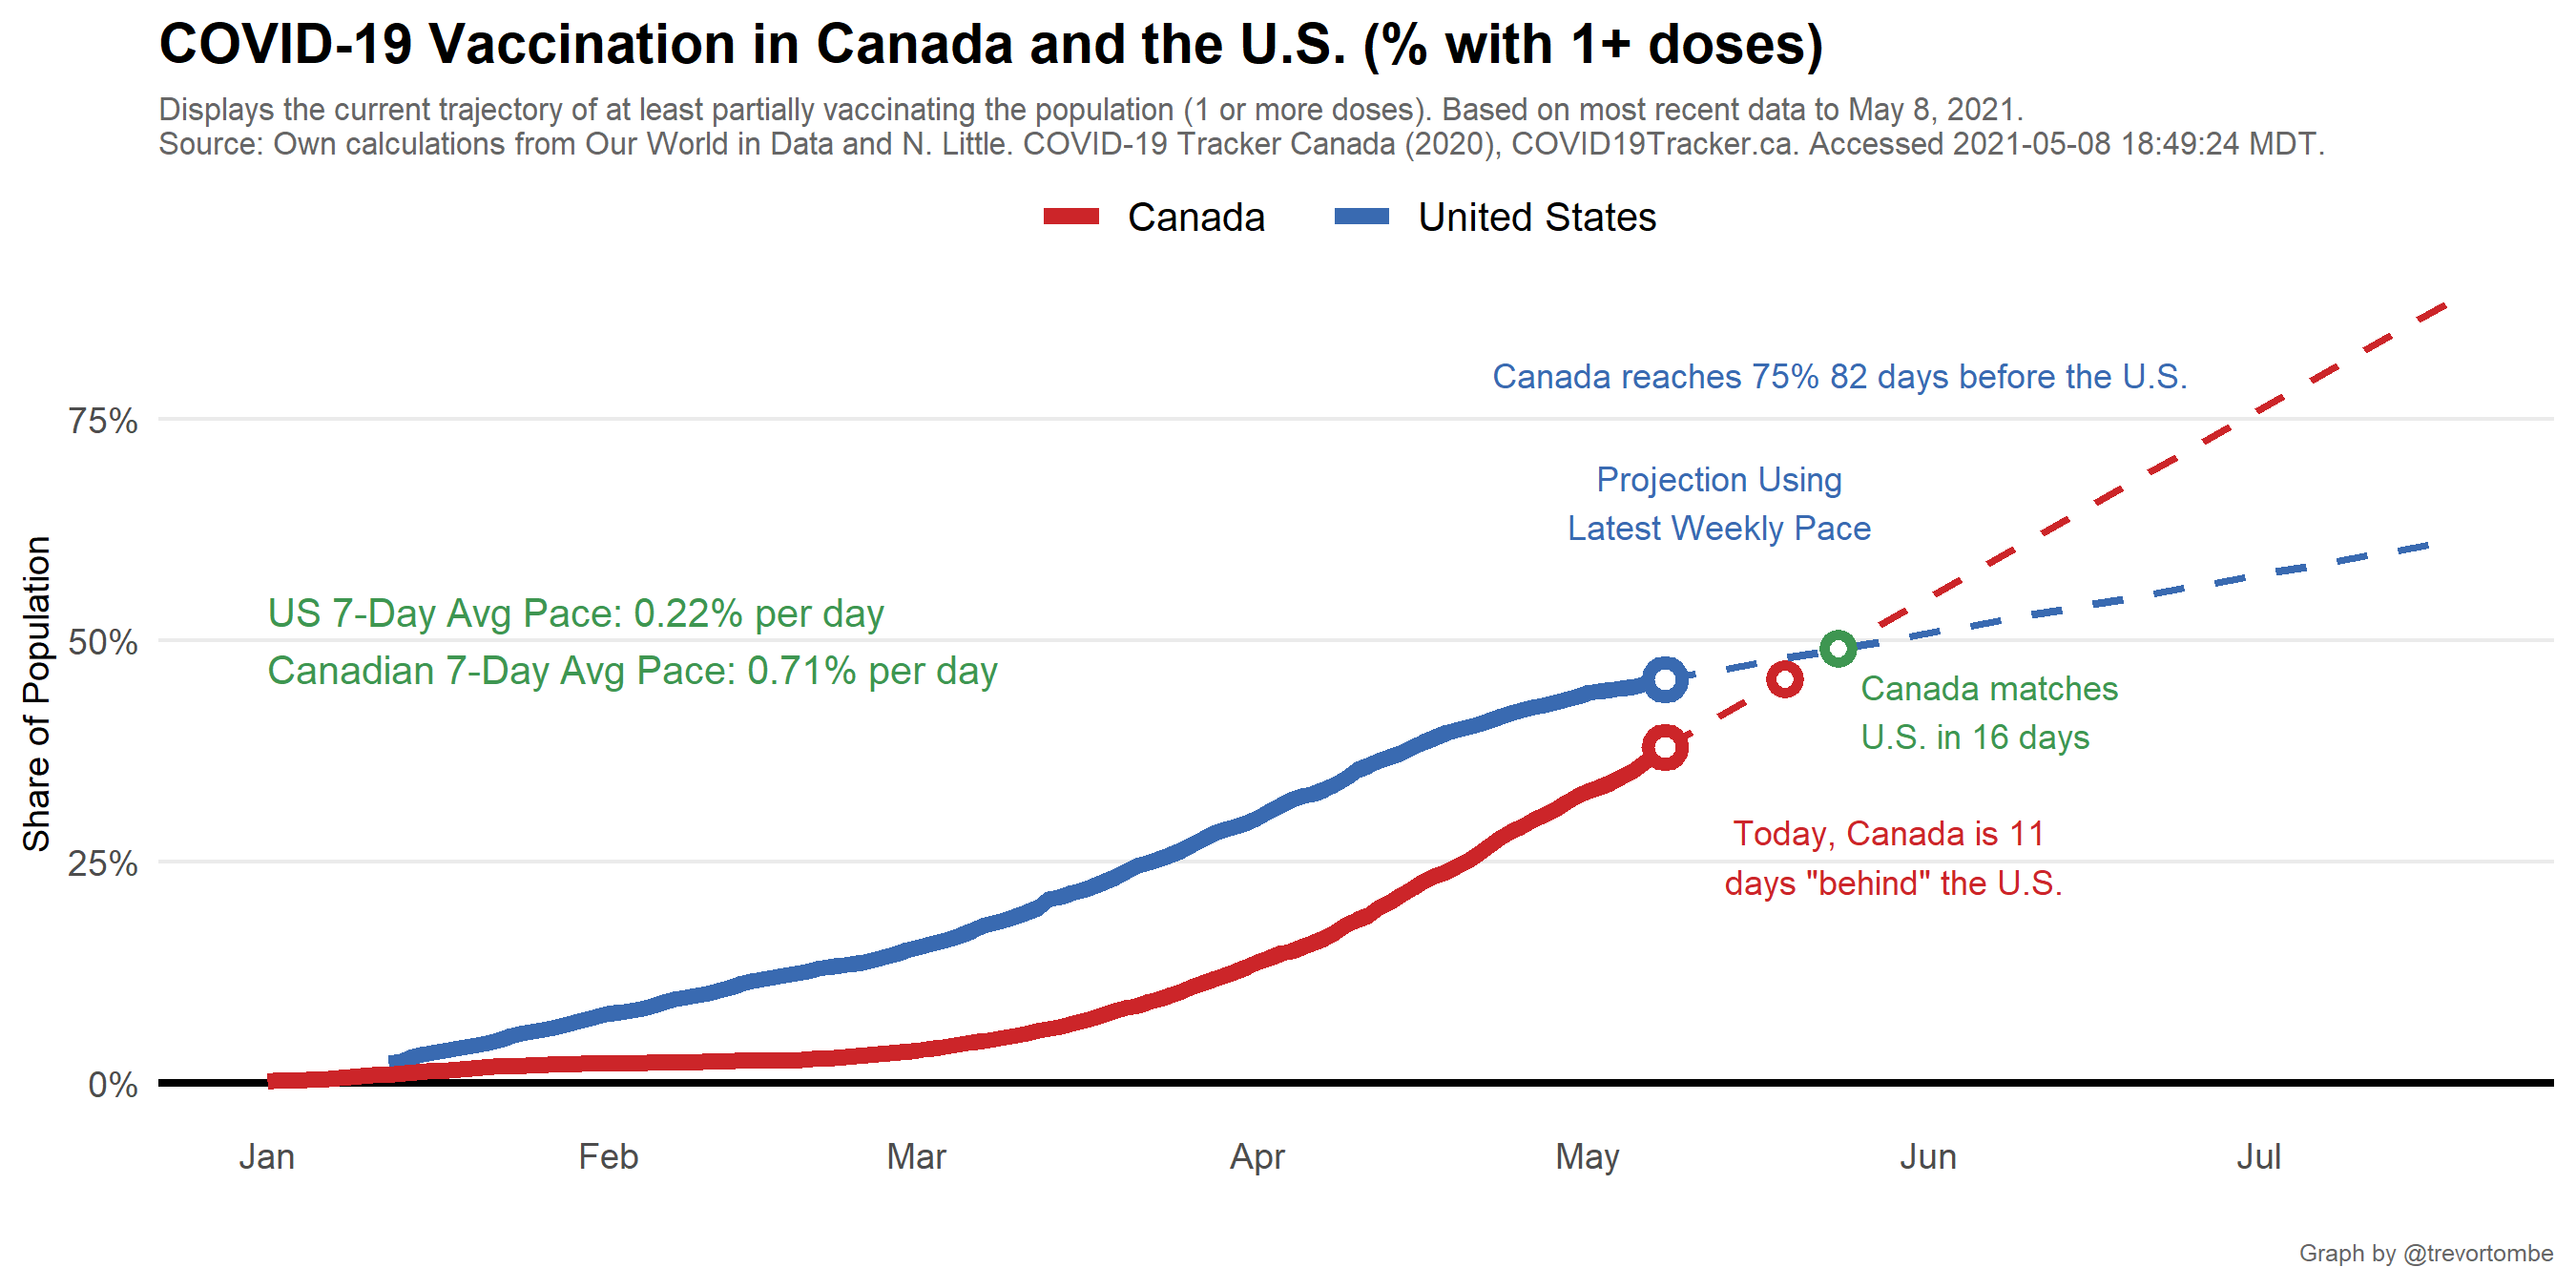 COVID-19 Vaccination in Canada and the U.S. (% with 1+ doses)
Displays the current trajectory of at least partially vaccinating the population (1 or more doses). Based on most recent data to May 8, 2021.
Source: Own calculations from Our World in Data and N. Little. COVID-19 Tracker Canada (2020), COVID19Tracker.ca. Accessed 2021-05-08 18:49:24 MDT.
Canada
United States
Canada reaches 75% 82 days before the U.S.
75%
Projection Using
Latest Weekly Pace
US 7-Day Avg Pace: 0.22% per day
50%
Canadian 7-Day Avg Pace: 0.71% per day
Canada matches
U.S. in 16 days
Share of Population
Today, Canada is 11
days "behind" the U.S.
25%
0%
Jan
Feb
Mar
Apr
May
Jun
Jul
Graph by @trevortombe